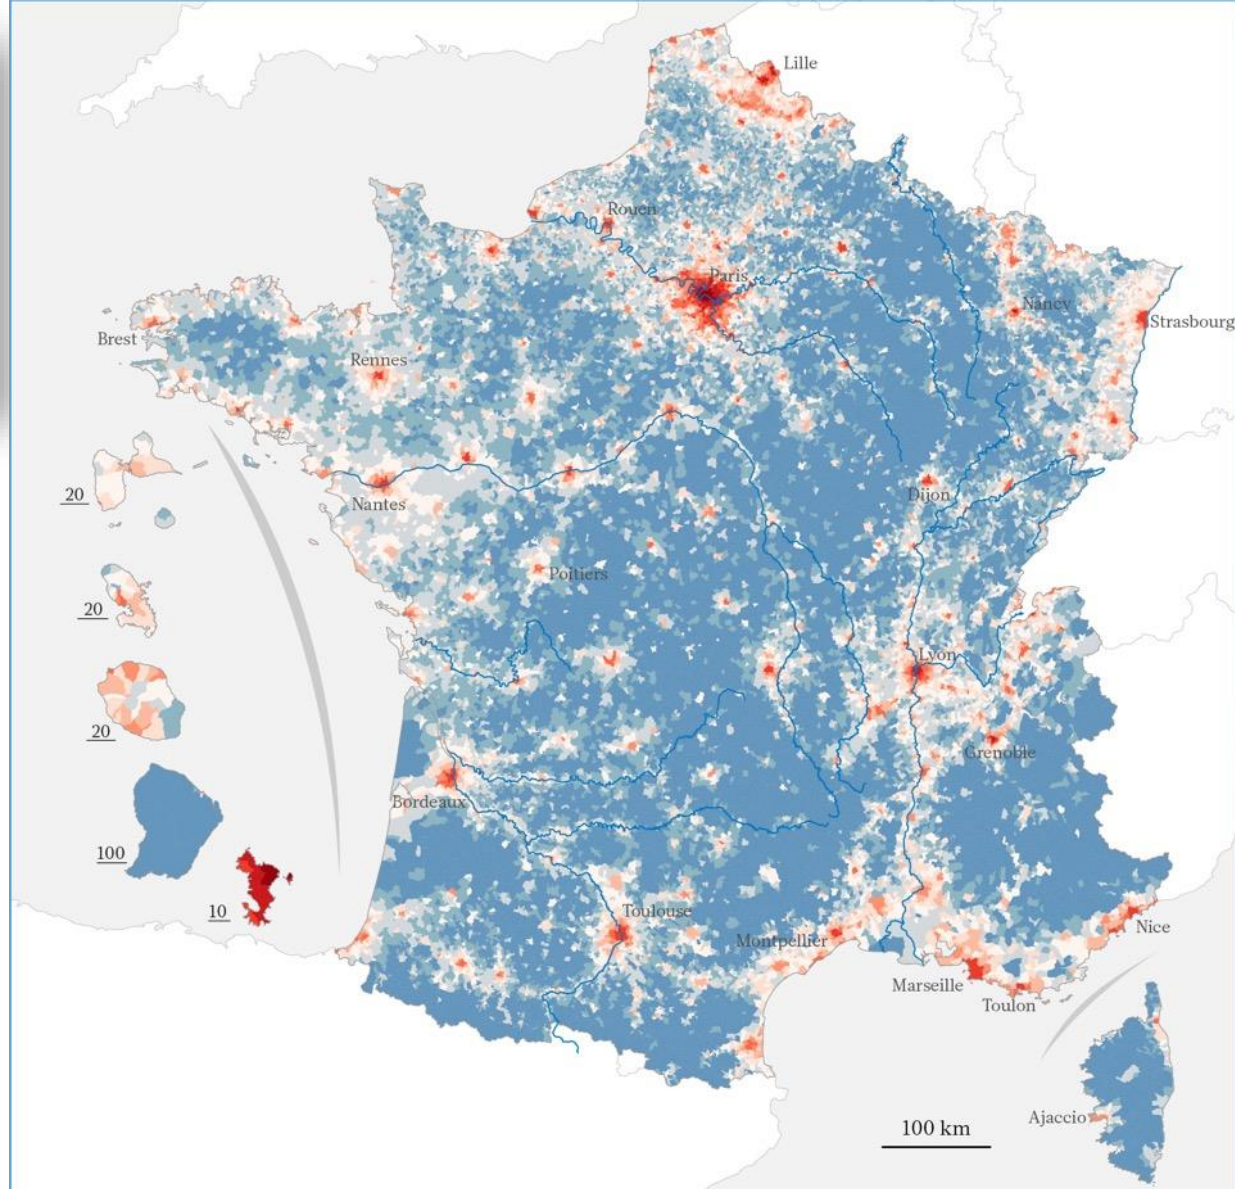 Lille
Rouen
Paris
Nancy
Strasbourg
Brest
Rennes
Nantes
Dijon
Poitiers
Lyon
Grenoble
Bordeaux
Toulouse
Montpellier
Nice
Marseille
Toulon
Ajaccio
20
20
20
100
10
100 km